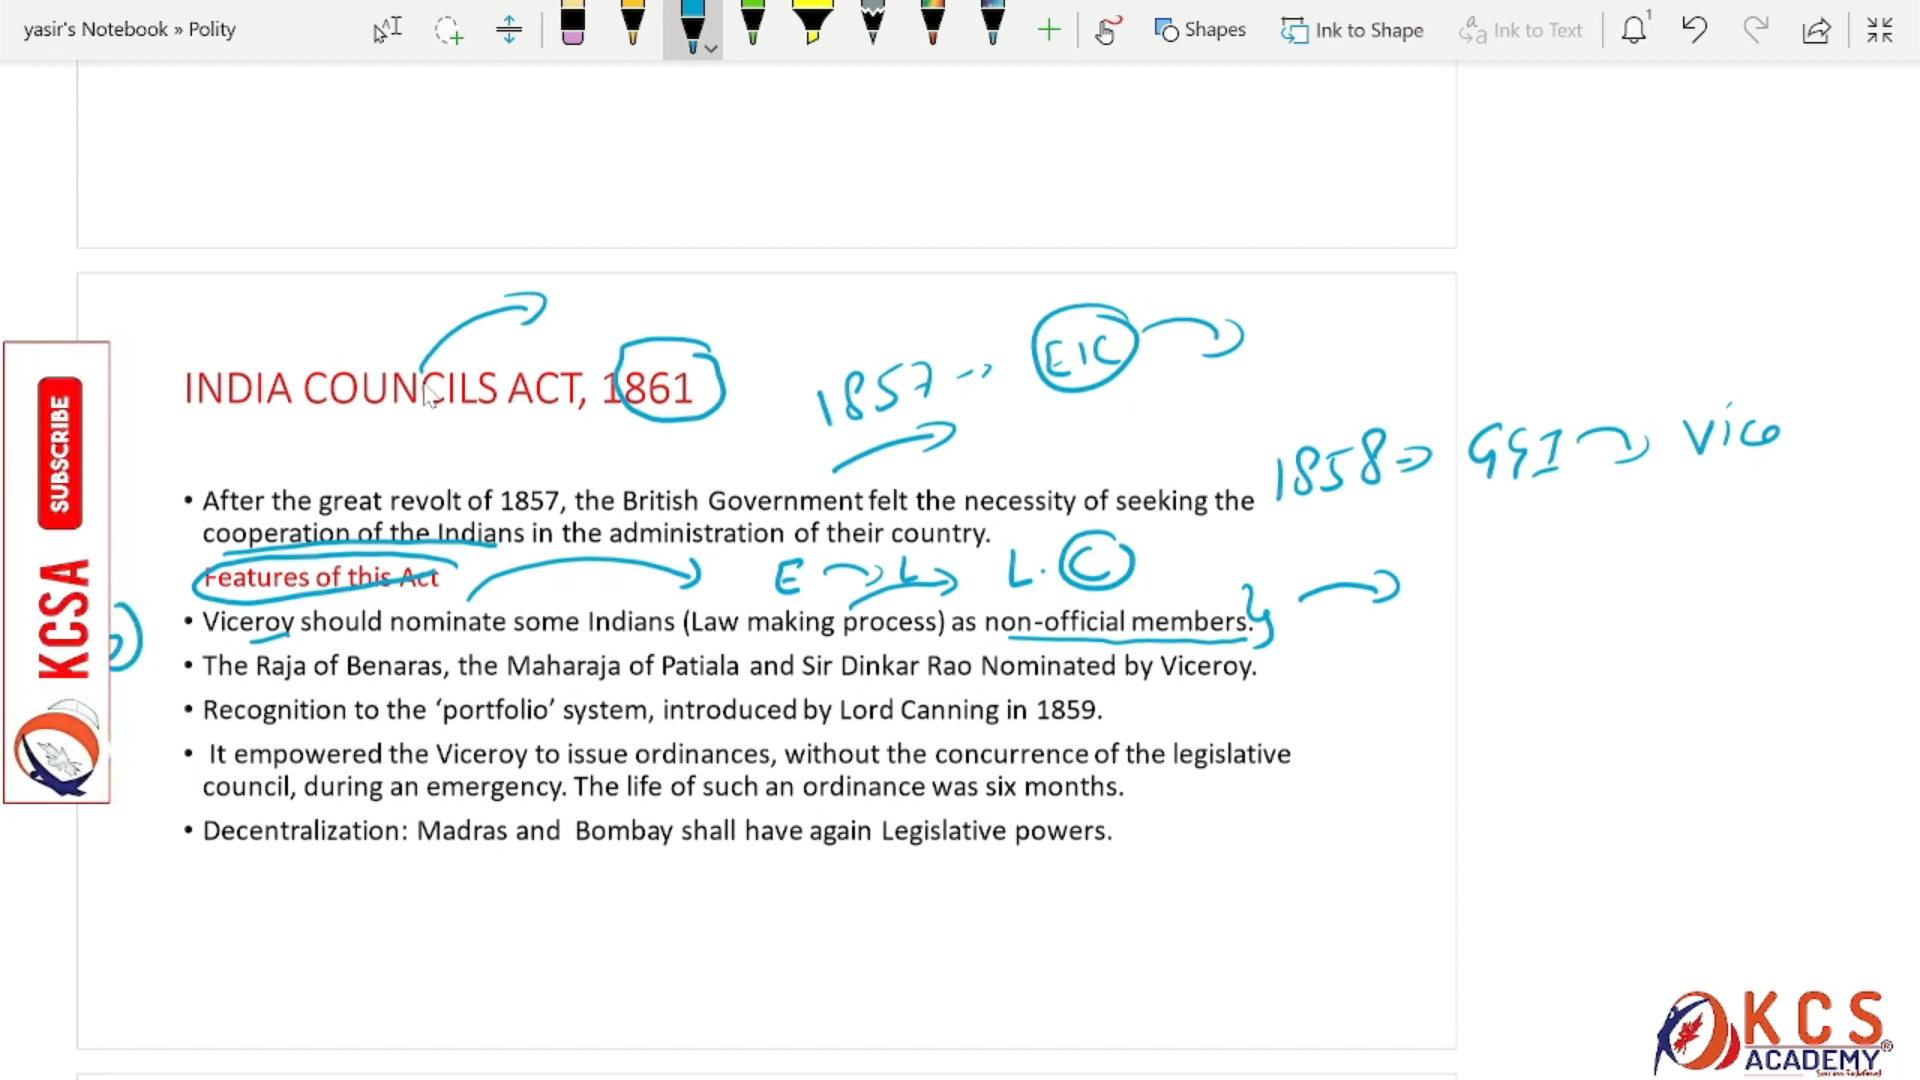 yasir's Notebook » Polity
Shapes
Ink to Shape
Ink to Text
1
INDIA COUNCILS ACT, 1861
1857
EIC
1858 ⇒ GGI Vice
• After the great revolt of 1857, the British Government felt the necessity of seeking the
cooperation of the Indians in the administration of their country.
Features of this Act
E L L. C
• Viceroy should nominate some Indians (Law making process) as non-official members.
• The Raja of Benaras, the Maharaja of Patiala and Sir Dinkar Rao Nominated by Viceroy.
• Recognition to the ‘portfolio’ system, introduced by Lord Canning in 1859.
• It empowered the Viceroy to issue ordinances, without the concurrence of the legislative
council, during an emergency. The life of such an ordinance was six months.
• Decentralization: Madras and Bombay shall have again Legislative powers.
SUBSCRIBE
KCSA
KCS
ACADEMY®